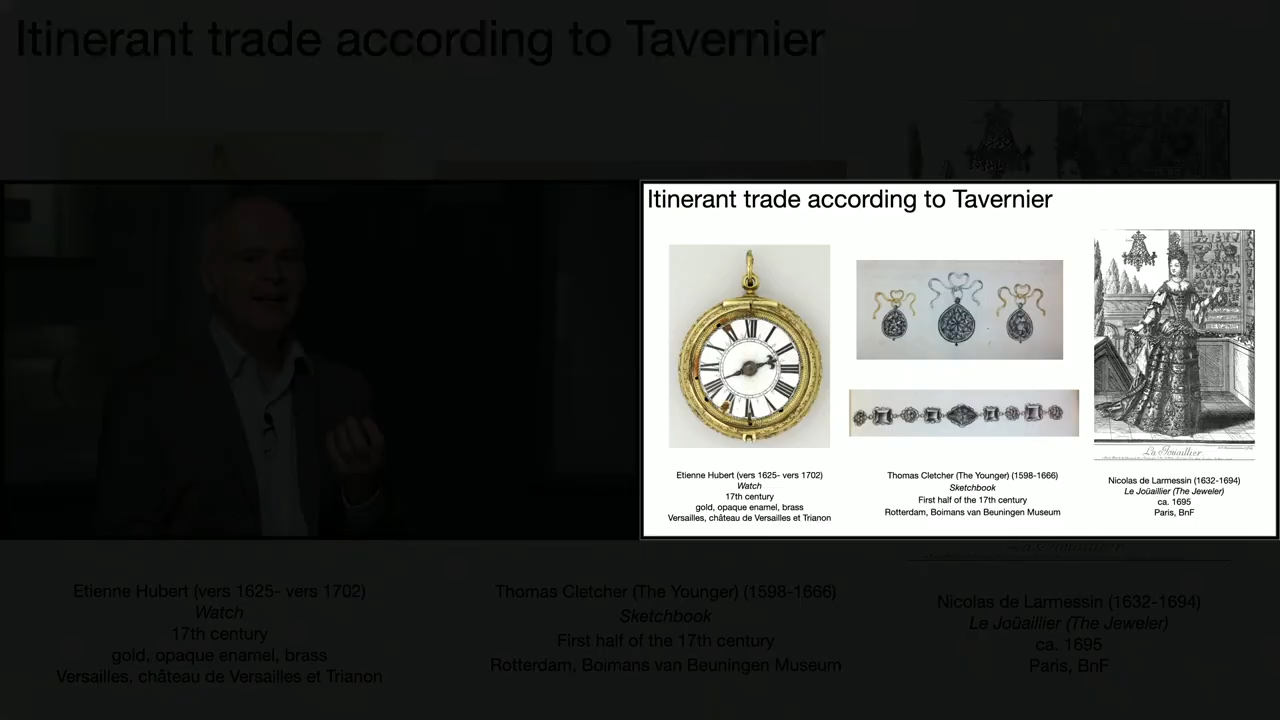 Itinerant trade according to Tavernier
Itinerant trade according to Tavernier
La Joüaillier
Etienne Hubert (vers 1625- vers 1702)
Watch
17th century
gold, opaque enamel, brass
Versailles, château de Versailles et Trianon
Thomas Cletcher (The Younger) (1598-1666)
Sketchbook
First half of the 17th century
Rotterdam, Boimans van Beuningen Museum
Nicolas de Larmessin (1632-1694)
Le Joüaillier (The Jeweler)
ca. 1695
Paris, BnF
Etienne Hubert (vers 1625- vers 1702)
Watch
17th century
gold, opaque enamel, brass
Versailles, château de Versailles et Trianon
Thomas Cletcher (The Younger) (1598-1666)
Sketchbook
First half of the 17th century
Rotterdam, Boimans van Beuningen Museum
Nicolas de Larmessin (1632-1694)
Le Joüaillier (The Jeweler)
ca. 1695
Paris, BnF